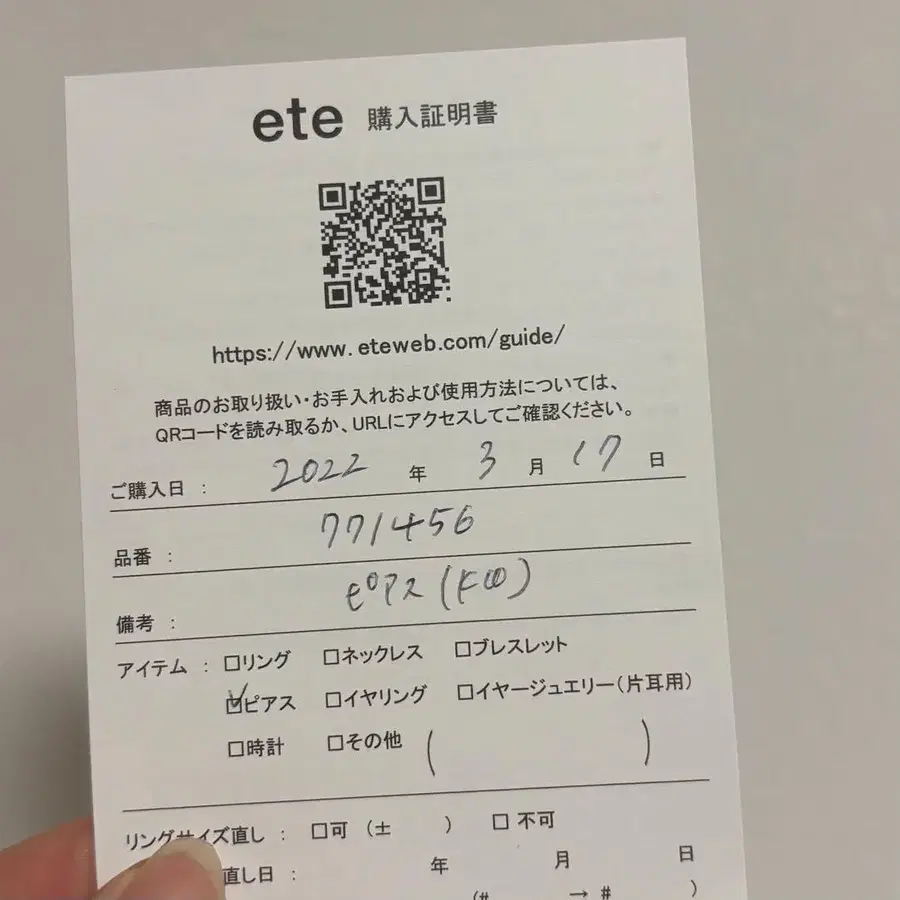 ete 購入証明書
https://www.eteweb.com/guide/
商品のお取り扱い・お手入れおよび使用方法については、
QRコードを読み取るか、URLにアクセスしてご確認ください。
ご購入日 : 2022 年 3 月 17 日
品番 : 771456
備考 : ピアス
アイテム : □リング □ネックレス □ブレスレット
☑ピアス □イヤリング □イヤージュエリー(片耳用)
□時計 □その他 ( )
リングサイズ直し : □可 (± ) □ 不可
直し日 : 年 月 日
(# → # )